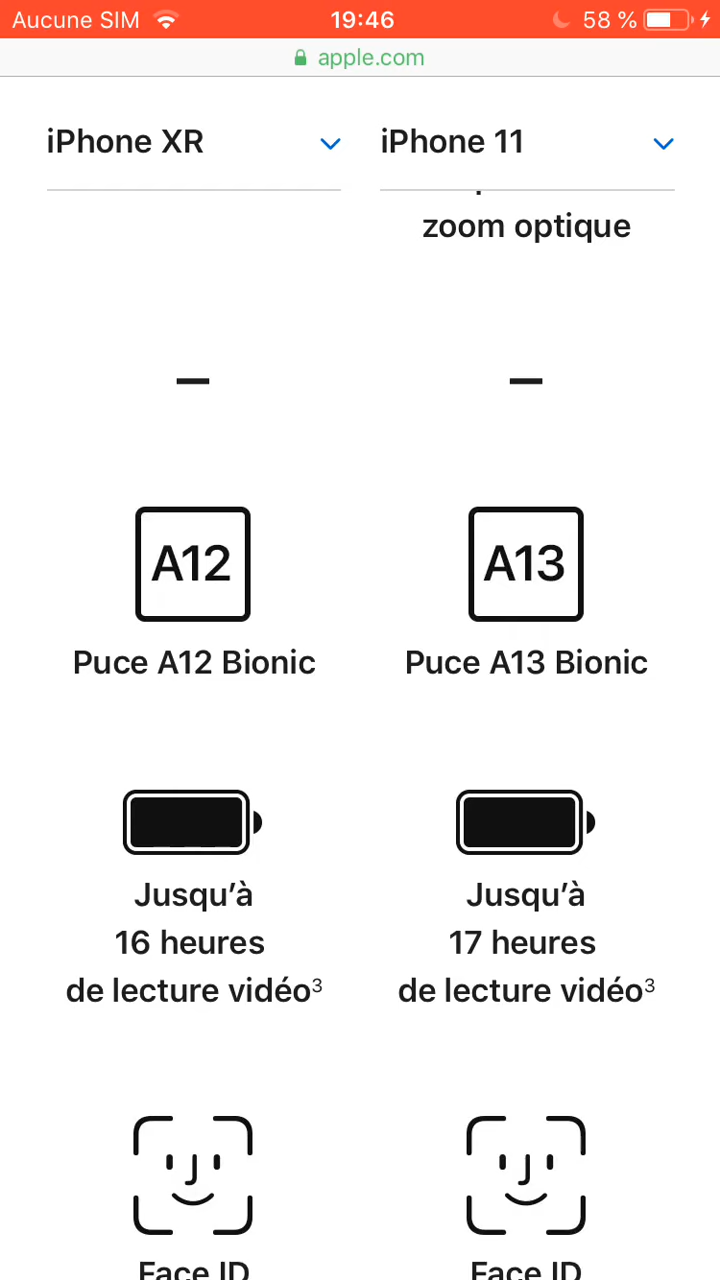 Aucune SIM 19:46 58 %
apple.com
iPhone XR iPhone 11
zoom optique
A12 A13
Puce A12 Bionic Puce A13 Bionic
Jusqu’à Jusqu’à
16 heures 17 heures
de lecture vidéo³ de lecture vidéo³
Face ID Face ID